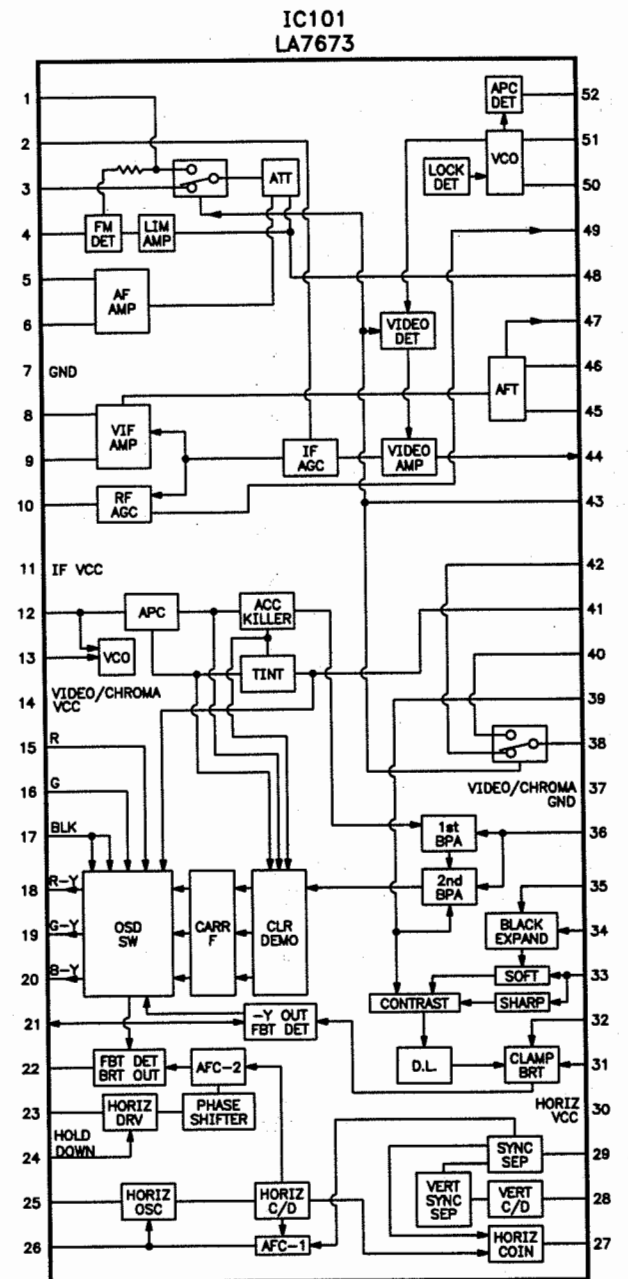 IC101
LA7673
1
2
3
4
5
6
7 GND
8
9
10
11 IF VCC
12
13
14 VIDEO/CHROMA VCC
15 R
16 G
17 BLK
18 R-Y
19 G-Y
20 B-Y
21
22
23
24 HOLD DOWN
25
26
52
51
50
49
48
47
46
45
44
43
42
41
40
39
38
37 VIDEO/CHROMA GND
36
35
34
33
32
31
30 HORIZ VCC
29
28
27
APC DET
VCO
LOCK DET
ATT
FM DET
LIM AMP
AF AMP
VIDEO DET
AFT
VIF AMP
IF AGC
VIDEO AMP
RF AGC
APC
ACC KILLER
VCO
TINT
1st BPA
2nd BPA
OSD SW
CARR F
CLR DEMO
BLACK EXPAND
SOFT
CONTRAST
SHARP
-Y OUT FBT DET
FBT DET BRT OUT
AFC-2
D.L.
CLAMP BRT
HORIZ DRV
PHASE SHIFTER
SYNC SEP
HORIZ OSC
HORIZ C/D
VERT SYNC SEP
VERT C/D
AFC-1
HORIZ COIN